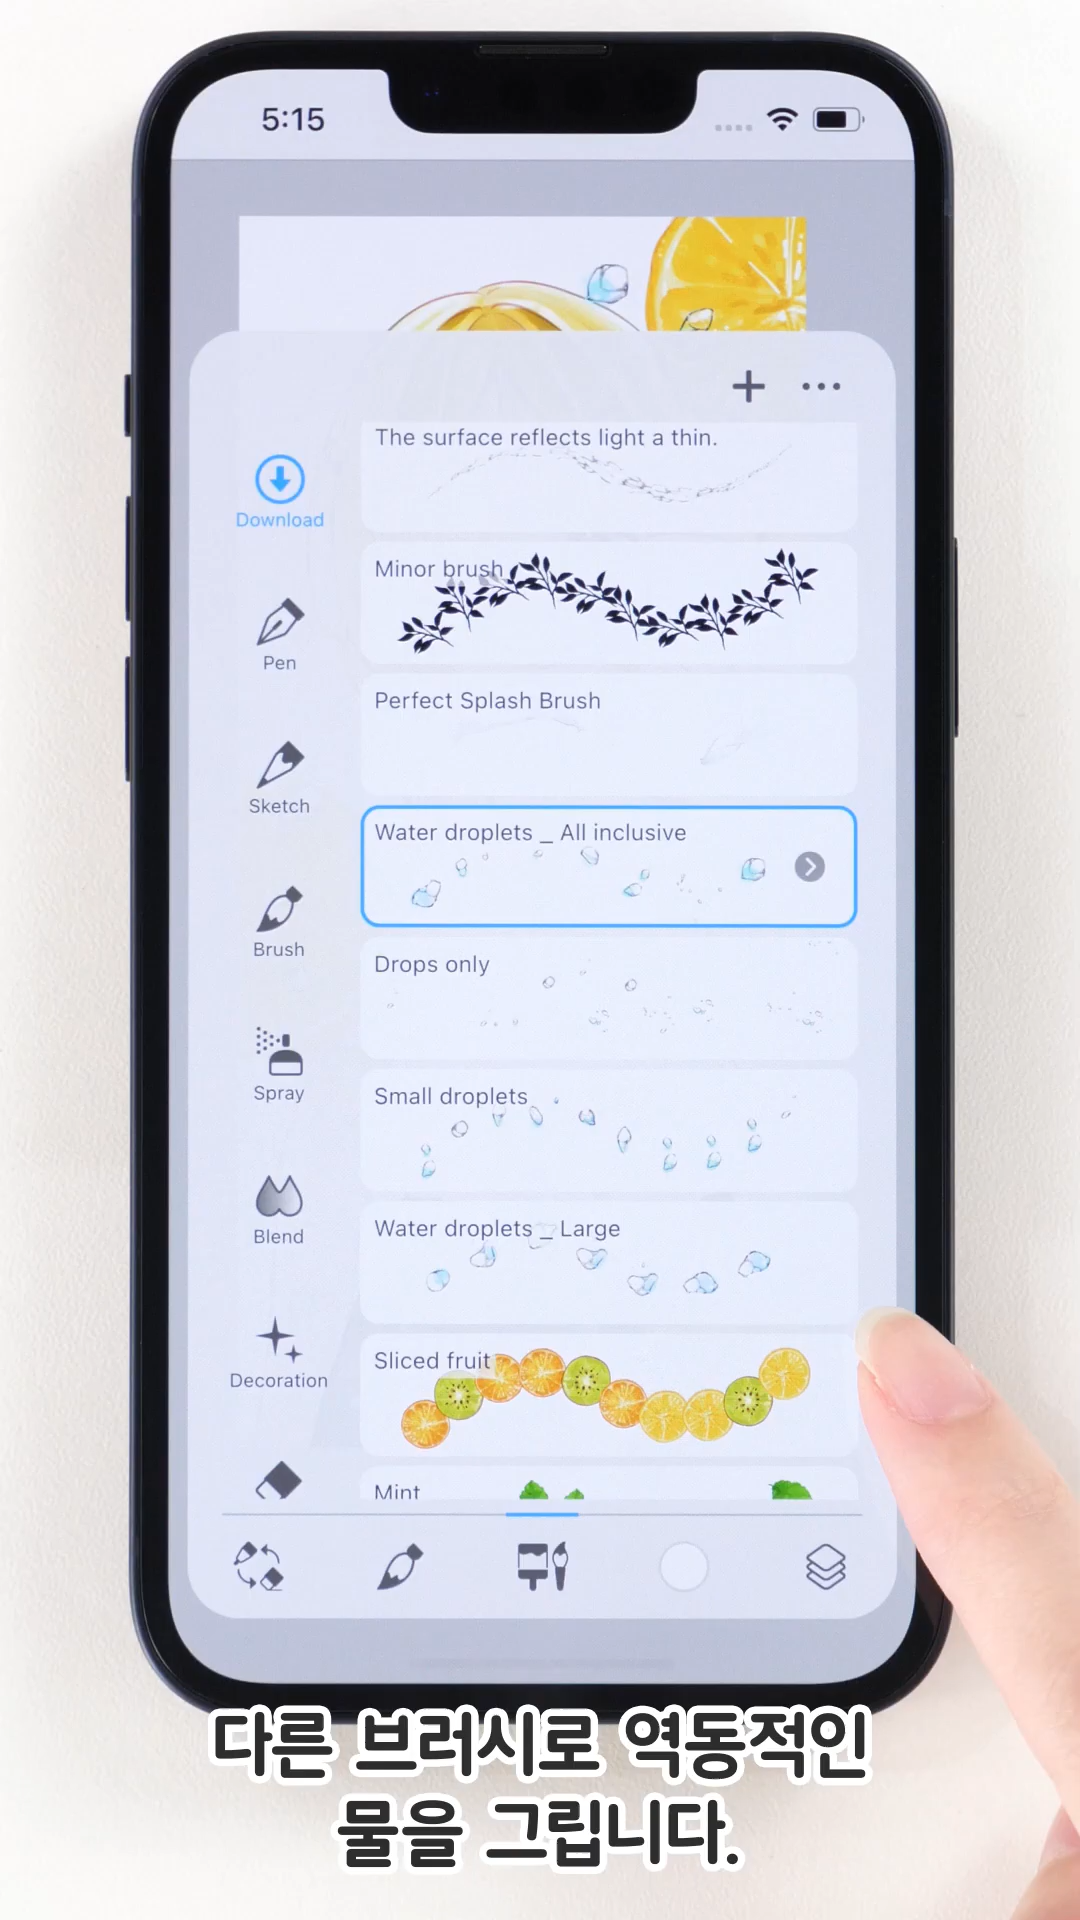 5:15
Download
Pen
Sketch
Brush
Spray
Blend
Decoration
The surface reflects light a thin.
Minor brush
Perfect Splash Brush
Water droplets _ All inclusive
Drops only
Small droplets
Water droplets _ Large
Sliced fruit
Mint
다른 브러시로 역동적인
물을 그립니다.